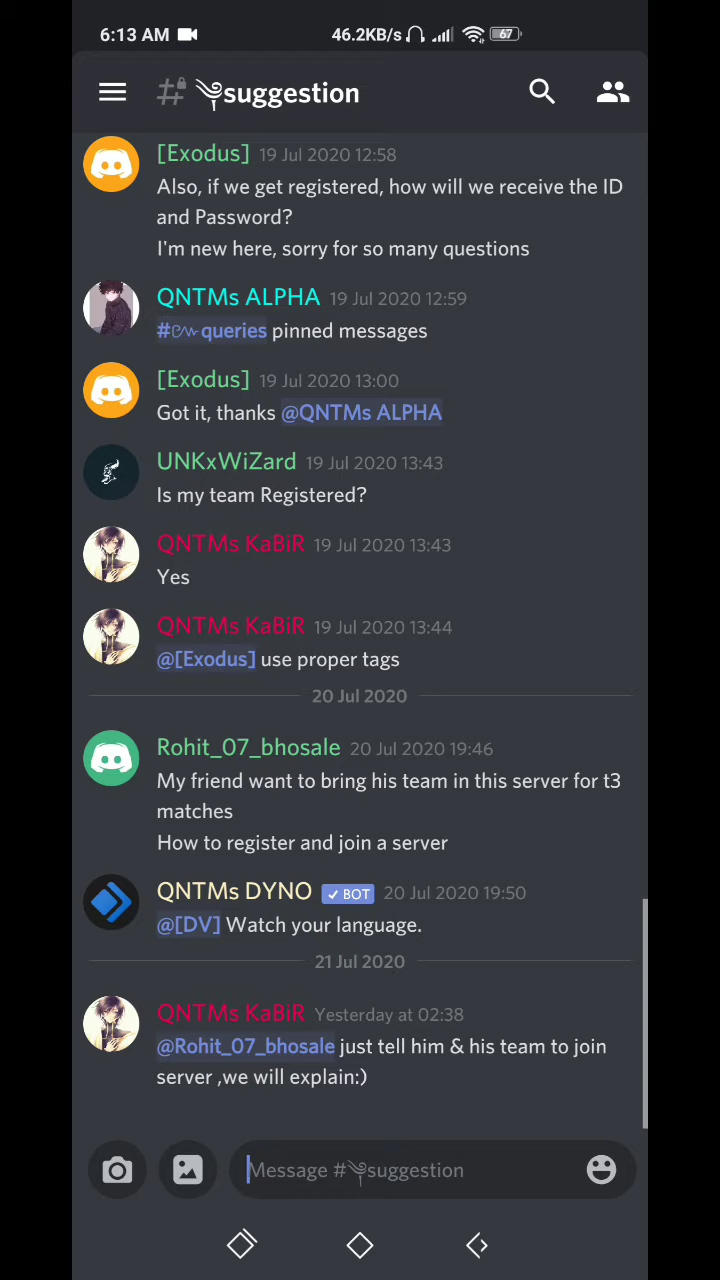 6:13 AM 46.2KB/s 67
# ༆suggestion
[Exodus] 19 Jul 2020 12:58
Also, if we get registered, how will we receive the ID
and Password?
I'm new here, sorry for so many questions
QNTMs ALPHA 19 Jul 2020 12:59
#queries pinned messages
[Exodus] 19 Jul 2020 13:00
Got it, thanks @QNTMs ALPHA
UNKxWiZard 19 Jul 2020 13:43
Is my team Registered?
QNTMs KaBiR 19 Jul 2020 13:43
Yes
QNTMs KaBiR 19 Jul 2020 13:44
@[Exodus] use proper tags
20 Jul 2020
Rohit_07_bhosale 20 Jul 2020 19:46
My friend want to bring his team in this server for t3
matches
How to register and join a server
QNTMs DYNO ✓ BOT 20 Jul 2020 19:50
@[DV] Watch your language.
21 Jul 2020
QNTMs KaBiR Yesterday at 02:38
@Rohit_07_bhosale just tell him & his team to join
server ,we will explain:)
Message #༆suggestion